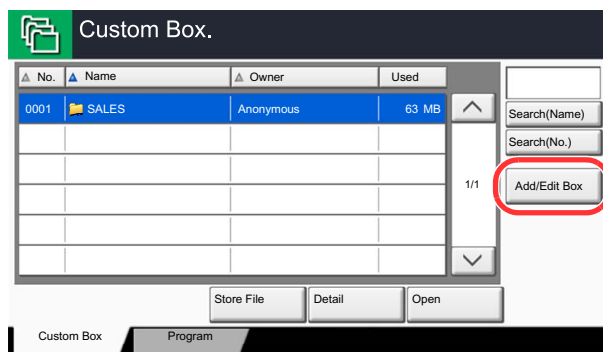 Custom Box.
No. Name Owner Used
0001 SALES Anonymous 63 MB
Search(Name)
Search(No.)
1/1
Add/Edit Box
Store File Detail Open
Custom Box Program